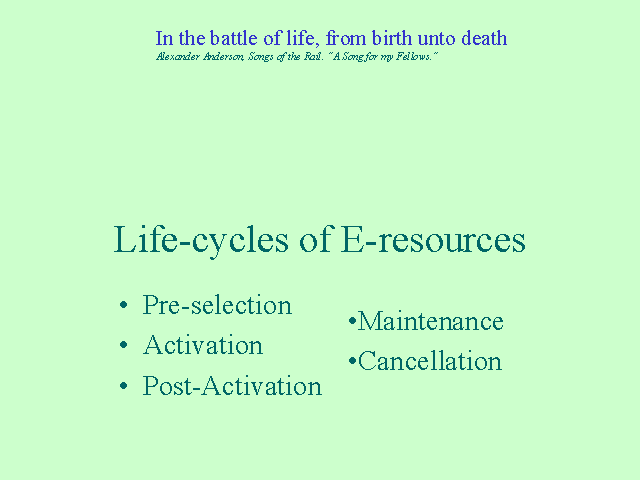 In the battle of life, from birth unto death
Alexander Anderson, Songs of the Rail. "A Song for my Fellows."
Life-cycles of E-resources
• Pre-selection
• Activation
• Post-Activation
•Maintenance
•Cancellation